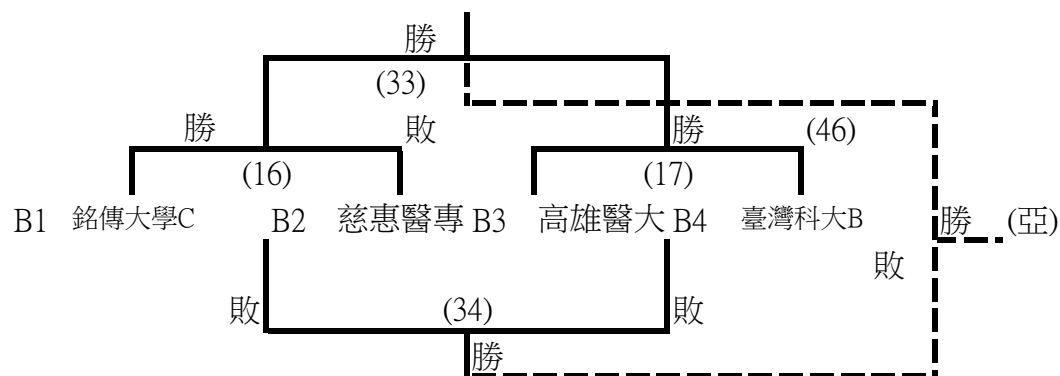 勝
(33)
勝 敗 勝 (46)
(16) (17)
B1 銘傳大學C B2 慈惠醫專 B3 高雄醫大 B4 臺灣科大B
勝 (亞)
敗
敗 (34) 敗
勝